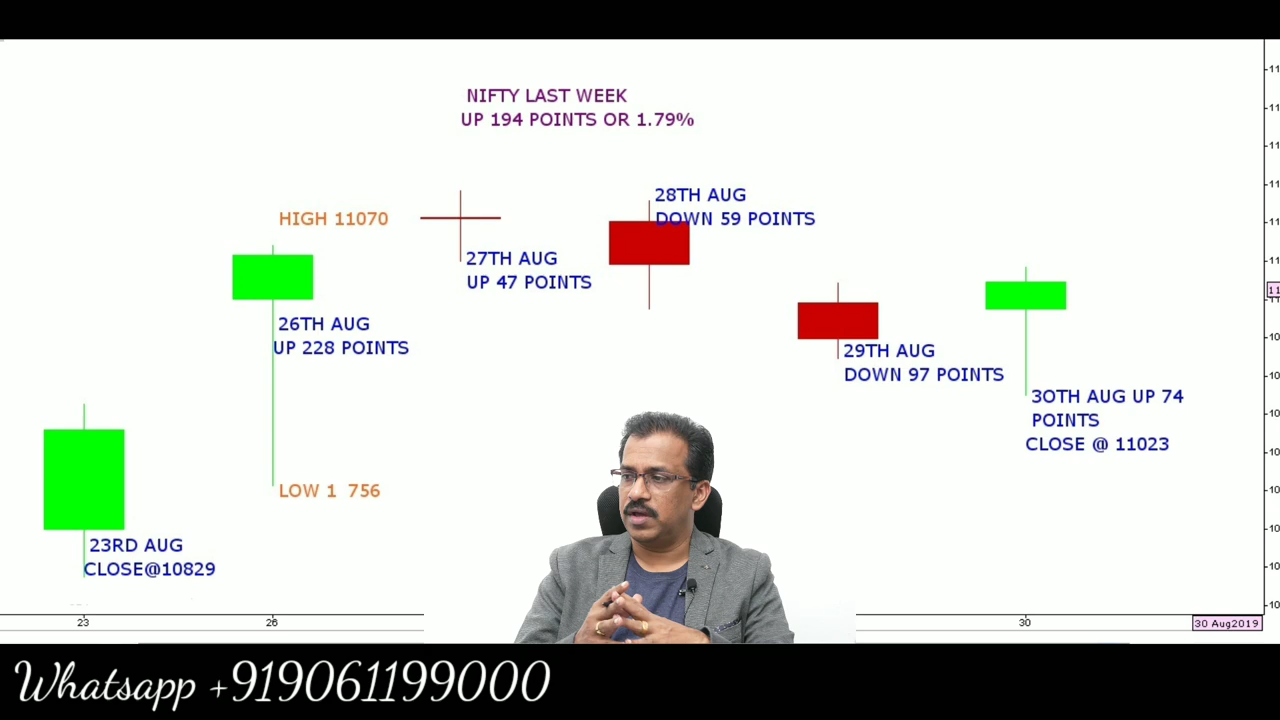 NIFTY LAST WEEK
UP 194 POINTS OR 1.79%
28TH AUG
DOWN 59 POINTS
HIGH 11070
27TH AUG
UP 47 POINTS
26TH AUG
UP 228 POINTS
29TH AUG
DOWN 97 POINTS
3OTH AUG UP 74
POINTS
CLOSE @ 11023
LOW 1 756
23RD AUG
CLOSE@10829
23
26
30
30 Aug2019
Whatsapp +919061199000